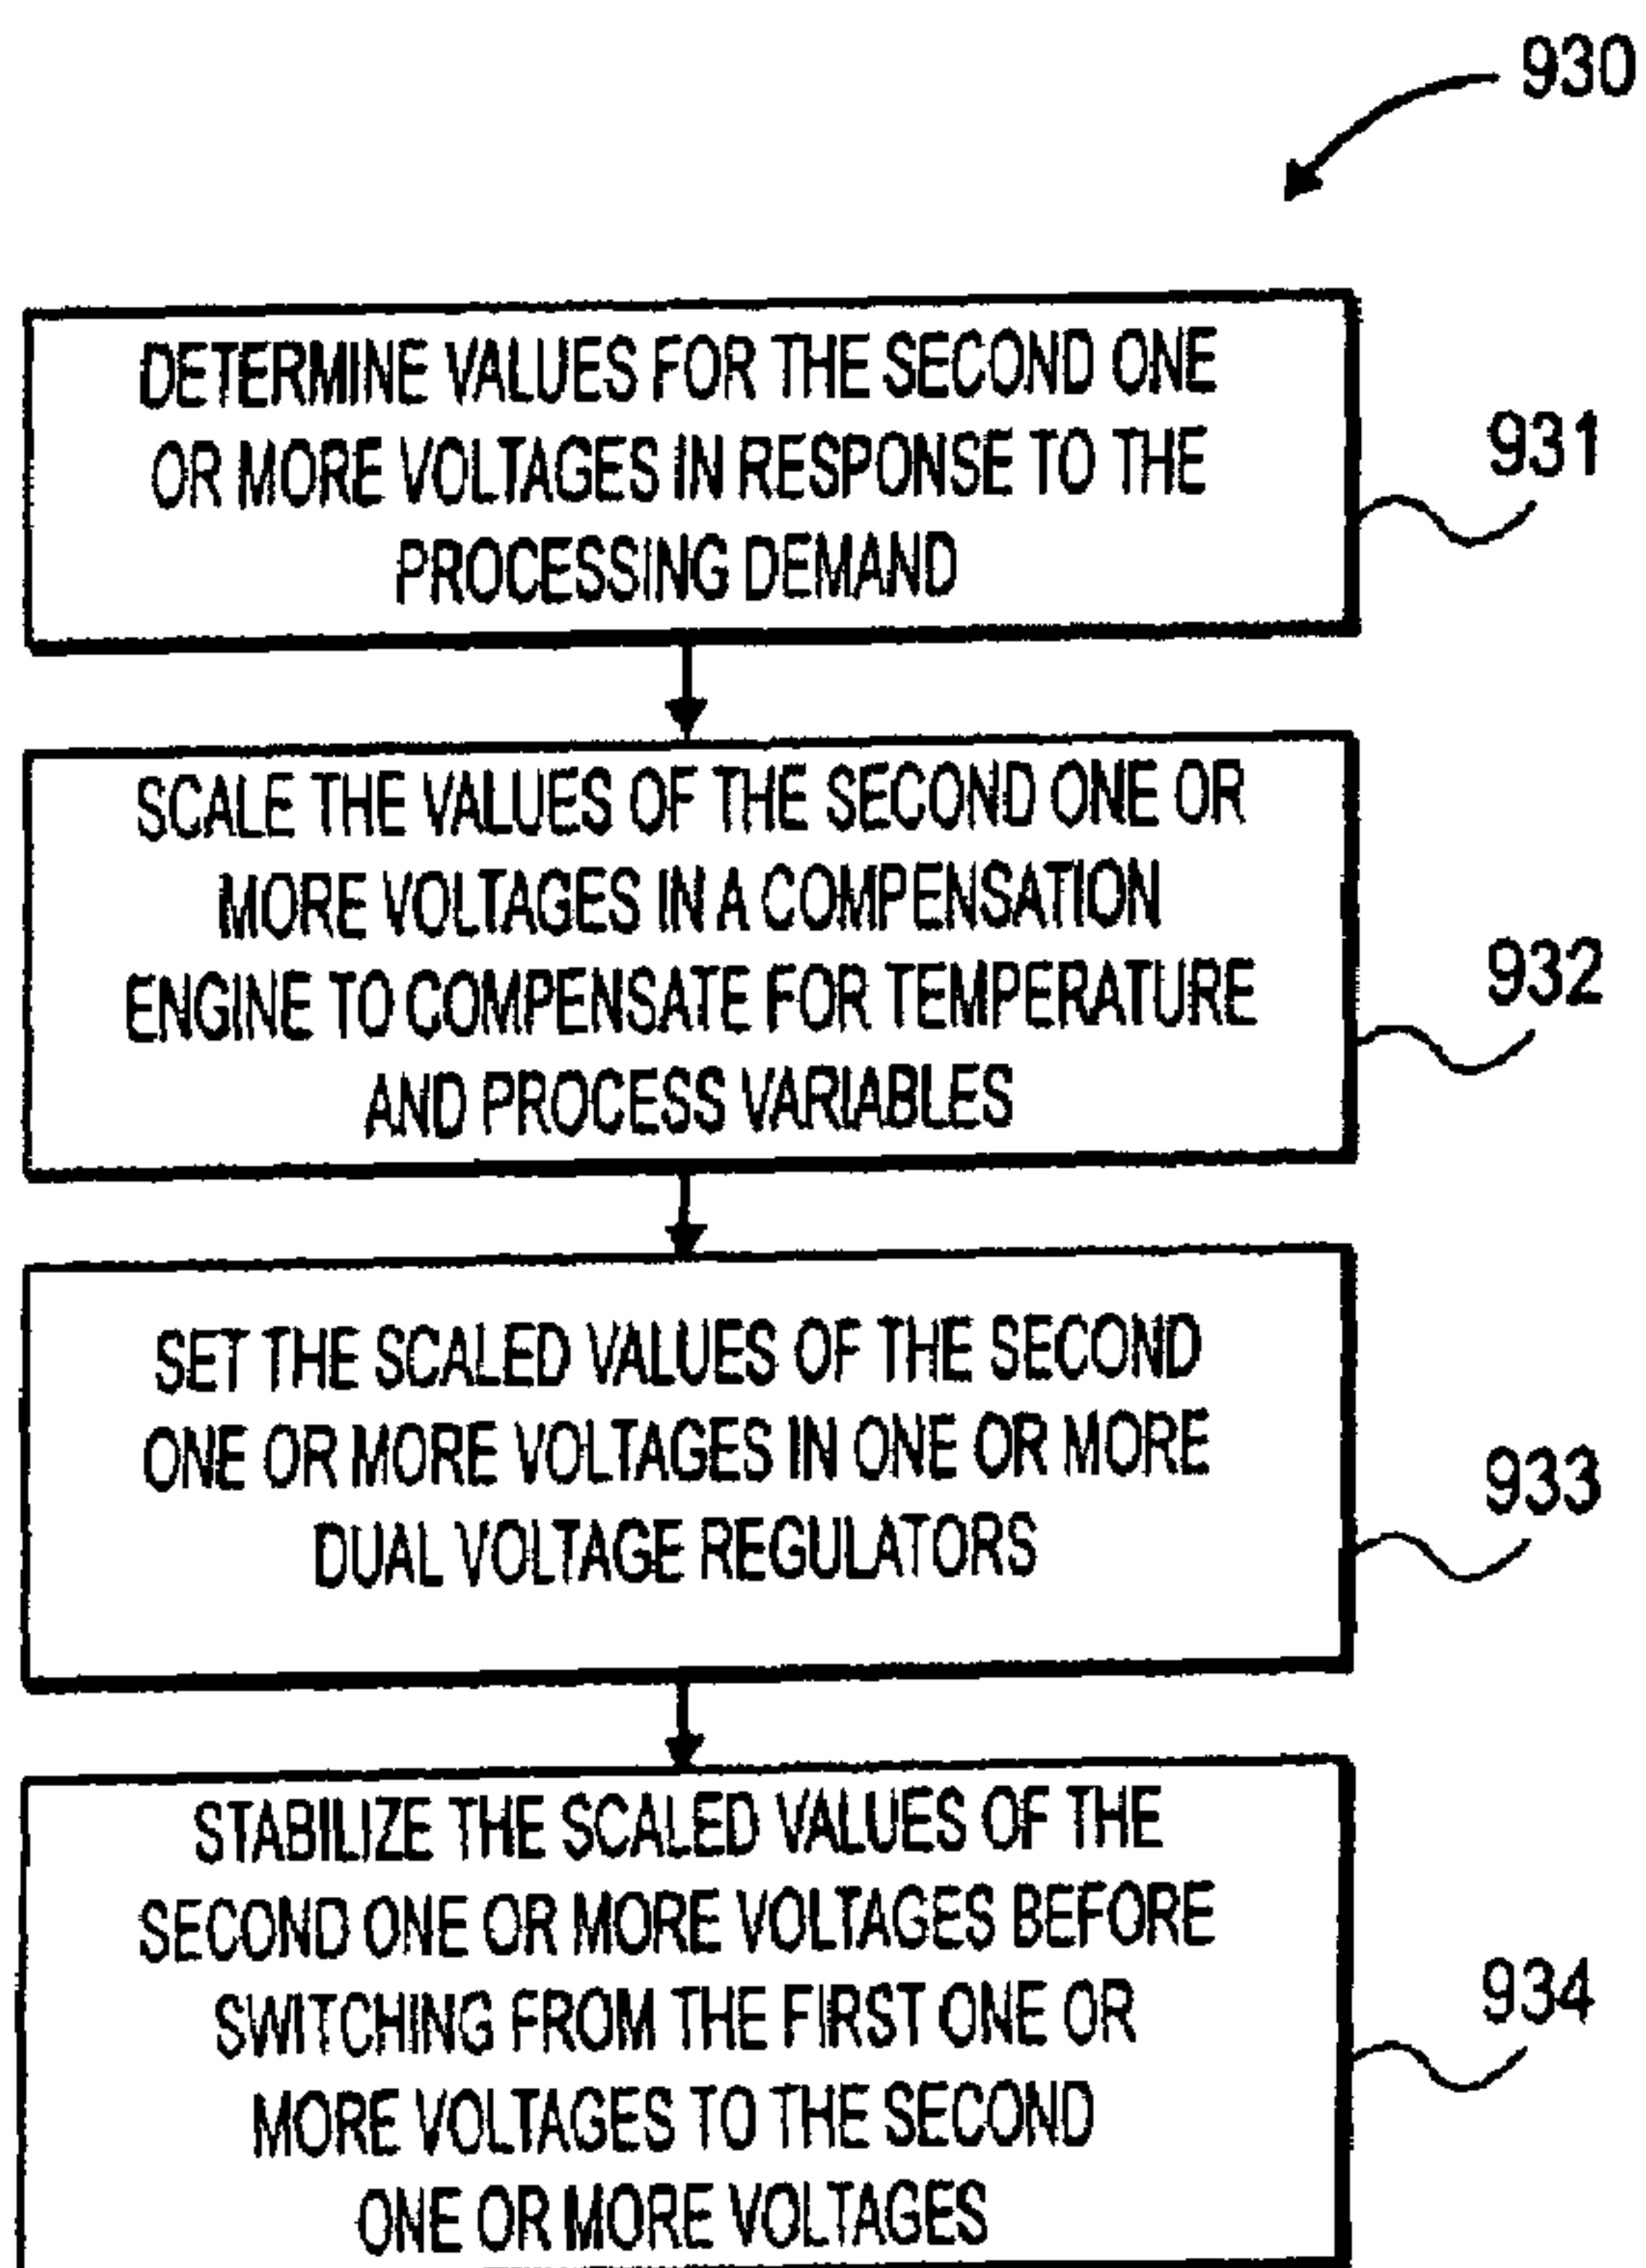 930
DETERMINE VALUES FOR THE SECOND ONE
OR MORE VOLTAGES IN RESPONSE TO THE
PROCESSING DEMAND
931
SCALE THE VALUES OF THE SECOND ONE OR
MORE VOLTAGES IN A COMPENSATION
ENGINE TO COMPENSATE FOR TEMPERATURE
AND PROCESS VARIABLES
932
SET THE SCALED VALUES OF THE SECOND
ONE OR MORE VOLTAGES IN ONE OR MORE
DUAL VOLTAGE REGULATORS
933
STABILIZE THE SCALED VALUES OF THE
SECOND ONE OR MORE VOLTAGES BEFORE
SWITCHING FROM THE FIRST ONE OR
MORE VOLTAGES TO THE SECOND
ONE OR MORE VOLTAGES
934